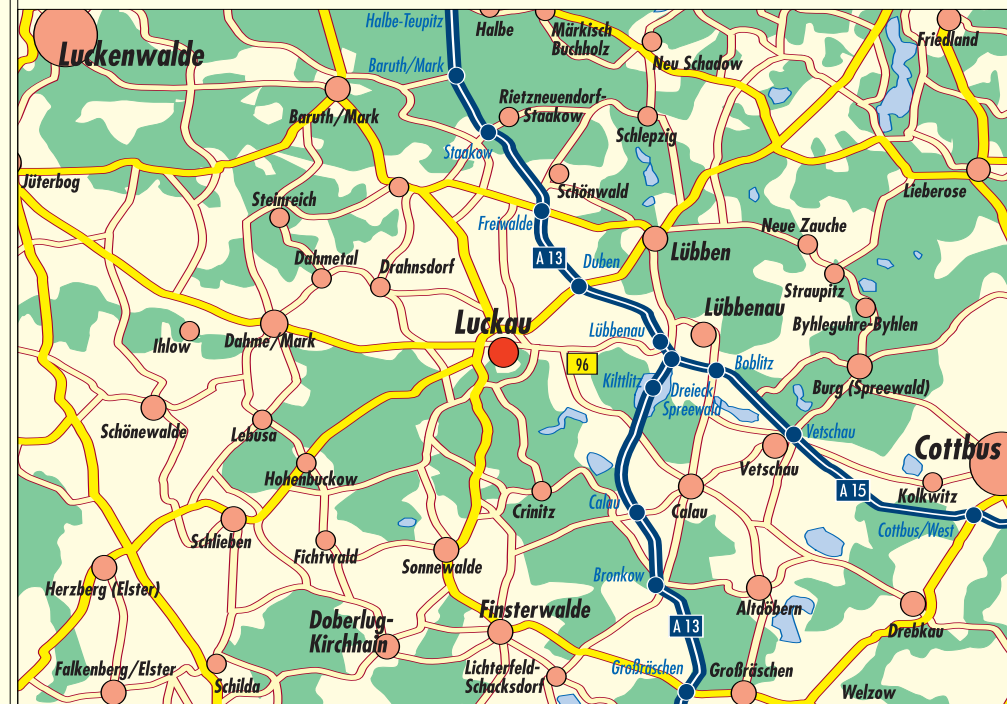 Halbe-Teupitz
Halbe
Märkisch
Buchholz
Friedland
Luckenwalde
Neu Schadow
Baruth/Mark
Rietzneuendorf-
Staakow
Baruth/Mark
Schlepzig
Staakow
Jüterbog
Schönwald
Lieberose
Steinreich
Freiwalde
Neue Zauche
Lübben
A 13
Duben
Dahmetal
Drahnsdorf
Straupitz
Lübbenau
Byhleguhre-Byhlen
Luckau
Lübbenau
Ihlow
Dahme/Mark
96
Boblitz
Kilttlitz
Dreieck
Spreewald
Burg (Spreewald)
Schönewalde
Lebusa
Vetschau
Cottbus
Vetschau
Hohenbuckow
A 15
Kolkwitz
Crinitz
Calau
Calau
Cottbus/West
Schlieben
Fichtwald
Sonnewalde
Herzberg (Elster)
Bronkow
Altdöbern
Finsterwalde
Doberlug-
Kirchhain
A 13
Drebkau
Falkenberg/Elster
Schilda
Lichterfeld-
Schacksdorf
Großräschen
Großräschen
Welzow